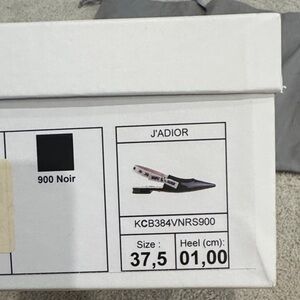 J'ADIOR
900 Noir
KCB384VNRS900
Size : Heel (cm):
37,5 01,00